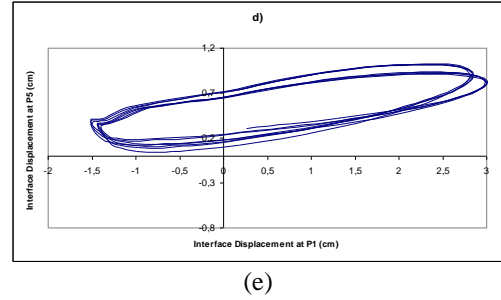 d)
1,2
0,7
0,2
-0,3
-0,8
-2 -1,5 -1 -0,5 0 0,5 1 1,5 2 2,5 3
Interface Displacement at P5 (cm)
Interface Displacement at P1 (cm)
(e)